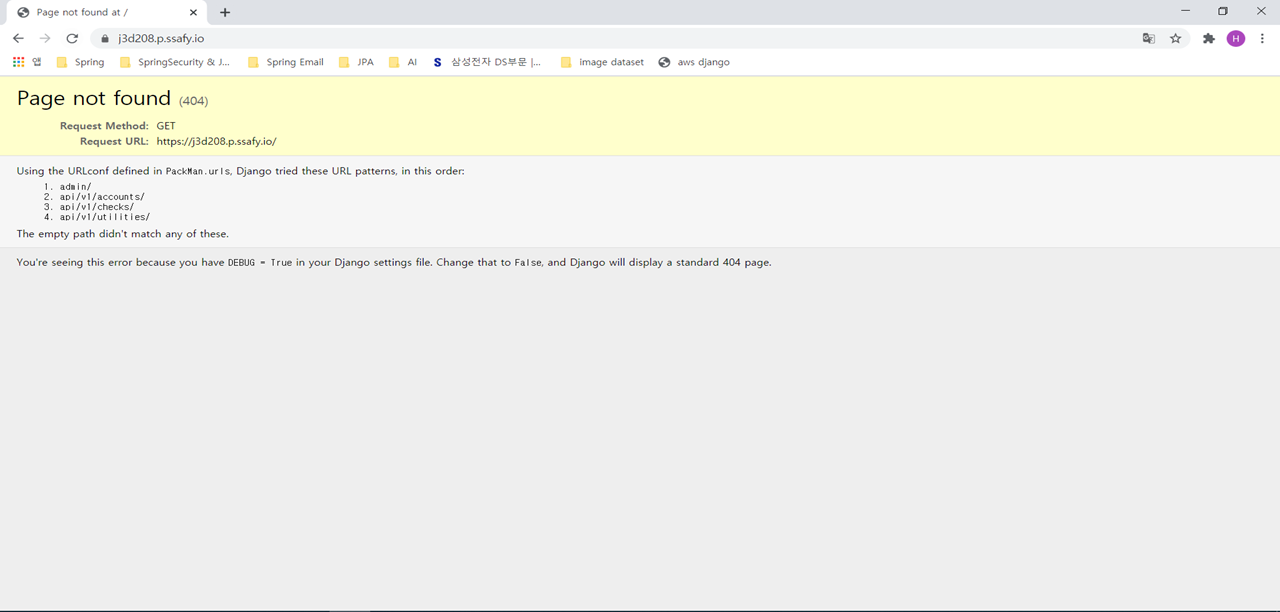 Page not found at /
j3d208.p.ssafy.io
H
앱 Spring SpringSecurity & J... Spring Email JPA AI S 삼성전자 DS부문 |... image dataset aws django
Page not found (404)
Request Method: GET
Request URL: https://j3d208.p.ssafy.io/
Using the URLconf defined in PackMan.urls, Django tried these URL patterns, in this order:
1. admin/
2. api/v1/accounts/
3. api/v1/checks/
4. api/v1/utilities/
The empty path didn't match any of these.
You're seeing this error because you have DEBUG = True in your Django settings file. Change that to False, and Django will display a standard 404 page.